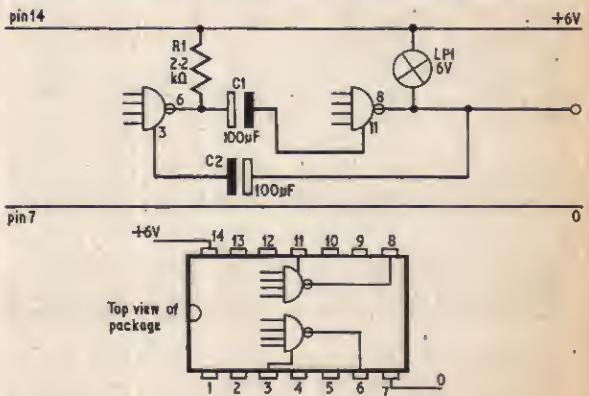 pin14
+6V
R1
2·2
kΩ
LP1
6V
6
C1
8
3
100µF
11
C2
100µF
pin7
0
+6V
14 13 12 11 10 9 8
Top view of
package
1 2 3 4 5 6 7
0